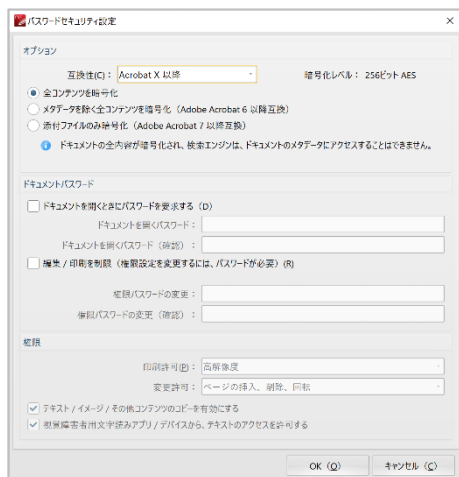 パスワードセキュリティ設定
オプション
互換性(C)： Acrobat X 以降 暗号化レベル： 256ビット AES
全コンテンツを暗号化
メタデータを除く全コンテンツを暗号化（Adobe Acrobat 6 以降互換）
添付ファイルのみ暗号化（Adobe Acrobat 7 以降互換）
ドキュメントの全内容が暗号化され、検索エンジンは、ドキュメントのメタデータにアクセスすることはできません。
ドキュメントパスワード
ドキュメントを開くときにパスワードを要求する（D）
ドキュメントを開くパスワード：
ドキュメントを開くパスワード（確認）：
編集 / 印刷を制限（権限設定を変更するには、パスワードが必要）(R)
権限パスワードの変更：
権限パスワードの変更（確認）：
権限
印刷許可(P)： 高解像度
変更許可： ページの挿入、削除、回転
テキスト / イメージ / その他コンテンツのコピーを有効にする
視覚障害者用文字読みアプリ / デバイスから、テキストのアクセスを許可する
OK（O） キャンセル（C）